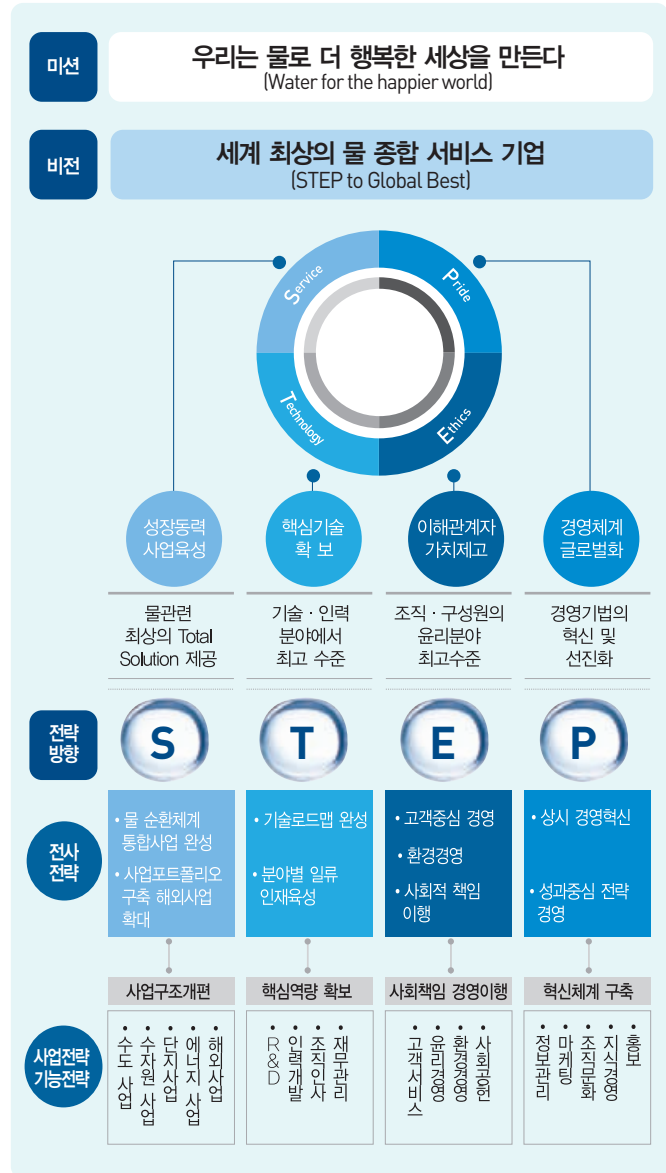 미션
우리는 물로 더 행복한 세상을 만든다
(Water for the happier world)
비전
세계 최상의 물 종합 서비스 기업
(STEP to Global Best)
Service
Pride
Technology
Ethics
성장동력
사업육성
핵심기술
확 보
이해관계자
가치제고
경영체계
글로벌화
물관련
최상의 Total
Solution 제공
기술·인력
분야에서
최고 수준
조직·구성원의
윤리분야
최고수준
경영기법의
혁신 및
선진화
전략
방향
S
T
E
P
전사
전략
• 물 순환체계
통합사업 완성
• 사업포트폴리오
구축 해외사업
확대
• 기술로드맵 완성
• 분야별 일류
인재육성
• 고객중심 경영
• 환경경영
• 사회적 책임
이행
• 상시 경영혁신
• 성과중심 전략
경영
사업구조개편
핵심역량 확보
사회책임 경영이행
혁신체계 구축
사업전략
기능전략
• 수도 사업
• 수자원 사업
• 단지사업
• 에너지 사업
• 해외사업
• R&D
• 인력개발
• 조직인사
• 재무관리
• 고객서비스
• 윤리경영
• 환경경영
• 사회공헌
• 정보관리
• 마케팅
• 조직문화
• 지식경영
• 홍보